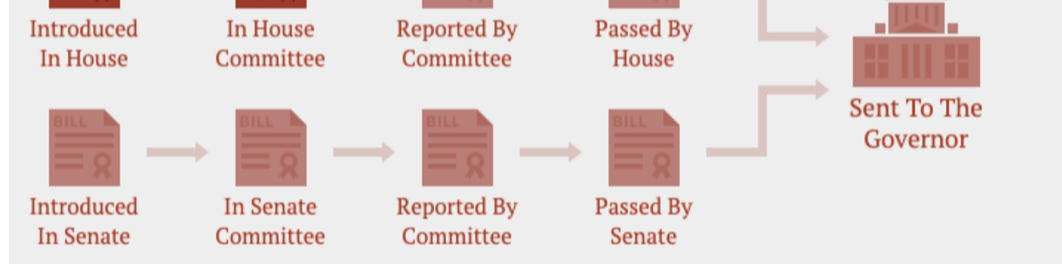 Introduced
In House
In House
Committee
Reported By
Committee
Passed By
House
Sent To The
Governor
BILL
BILL
BILL
BILL
Introduced
In Senate
In Senate
Committee
Reported By
Committee
Passed By
Senate